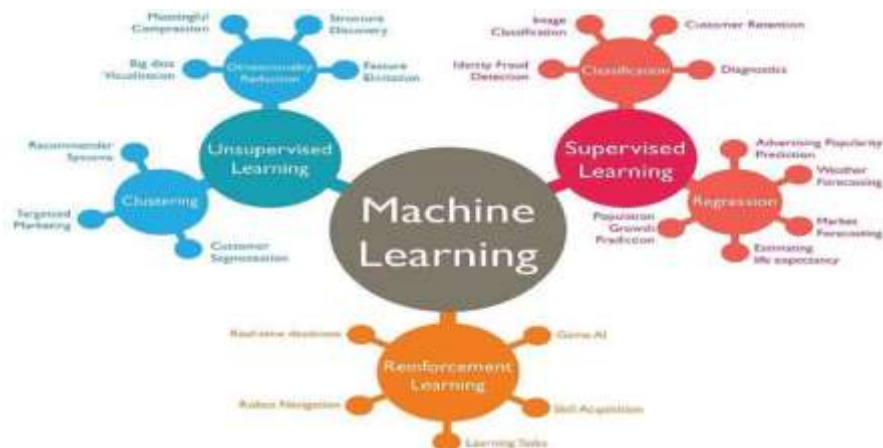 Meaningful
Compression
Structure
Discovery
Big data
Visualisation
Dimensionality
Reduction
Feature
Elicitation
Unsupervised
Learning
Recommender
Systems
Clustering
Targeted
Marketing
Customer
Segmentation
Image
Classification
Customer Retention
Identity Fraud
Detection
Classification
Diagnostics
Supervised
Learning
Advertising Popularity
Prediction
Weather
Forecasting
Regression
Population
Growth
Prediction
Market
Forecasting
Estimating
life expectancy
Machine
Learning
Real-time decisions
Game AI
Reinforcement
Learning
Robot Navigation
Skill Acquisition
Learning Tasks